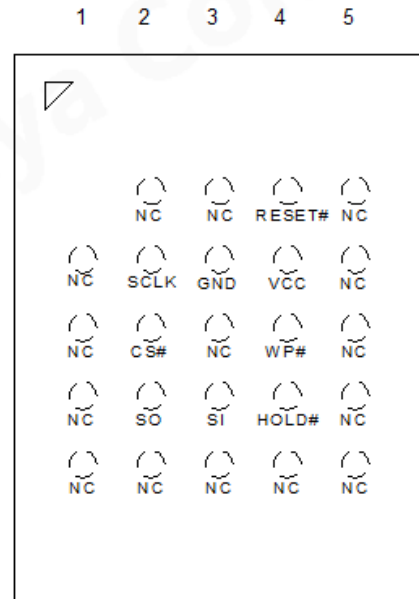 1 2 3 4 5
NC NC RESET# NC
NC SCLK GND VCC NC
NC CS# NC WP# NC
NC SO SI HOLD# NC
NC NC NC NC NC